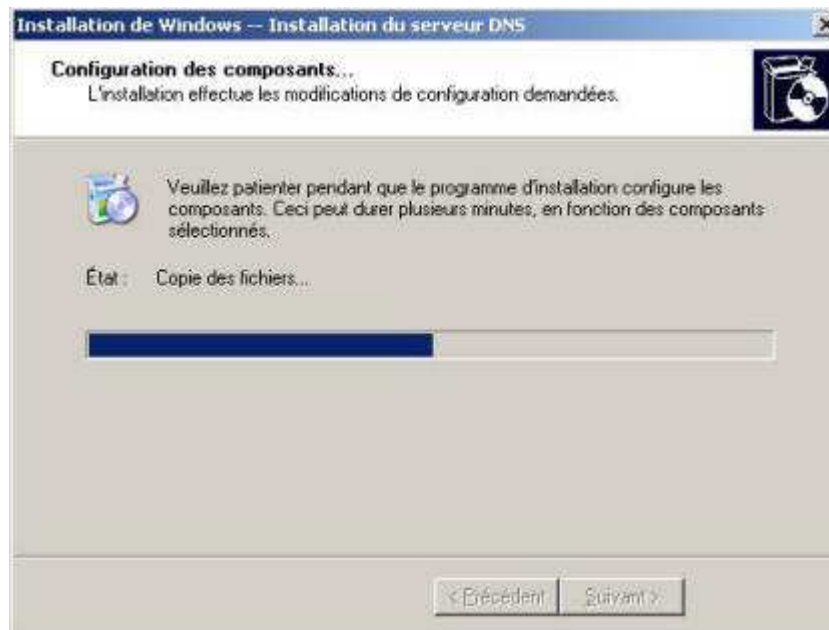 Installation de Windows -- Installation du serveur DNS
Configuration des composants...
L'installation effectue les modifications de configuration demandées.
Veuillez patienter pendant que le programme d'installation configure les
composants. Ceci peut durer plusieurs minutes, en fonction des composants
sélectionnés.
État : Copie des fichiers...
< Précédent Suivant >